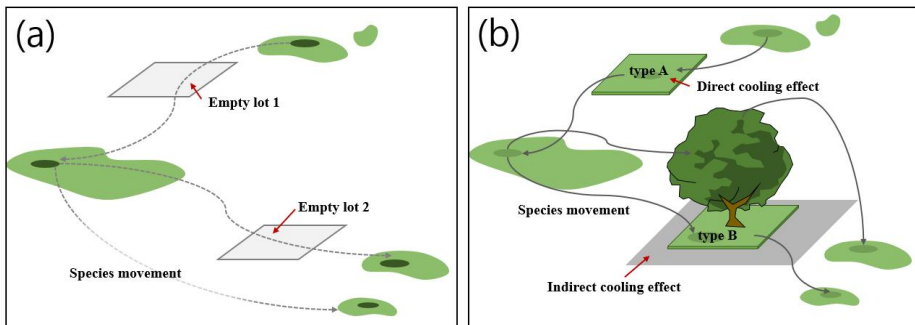 (a)
Empty lot 1
Empty lot 2
Species movement
(b)
type A
Direct cooling effect
Species movement
type B
Indirect cooling effect